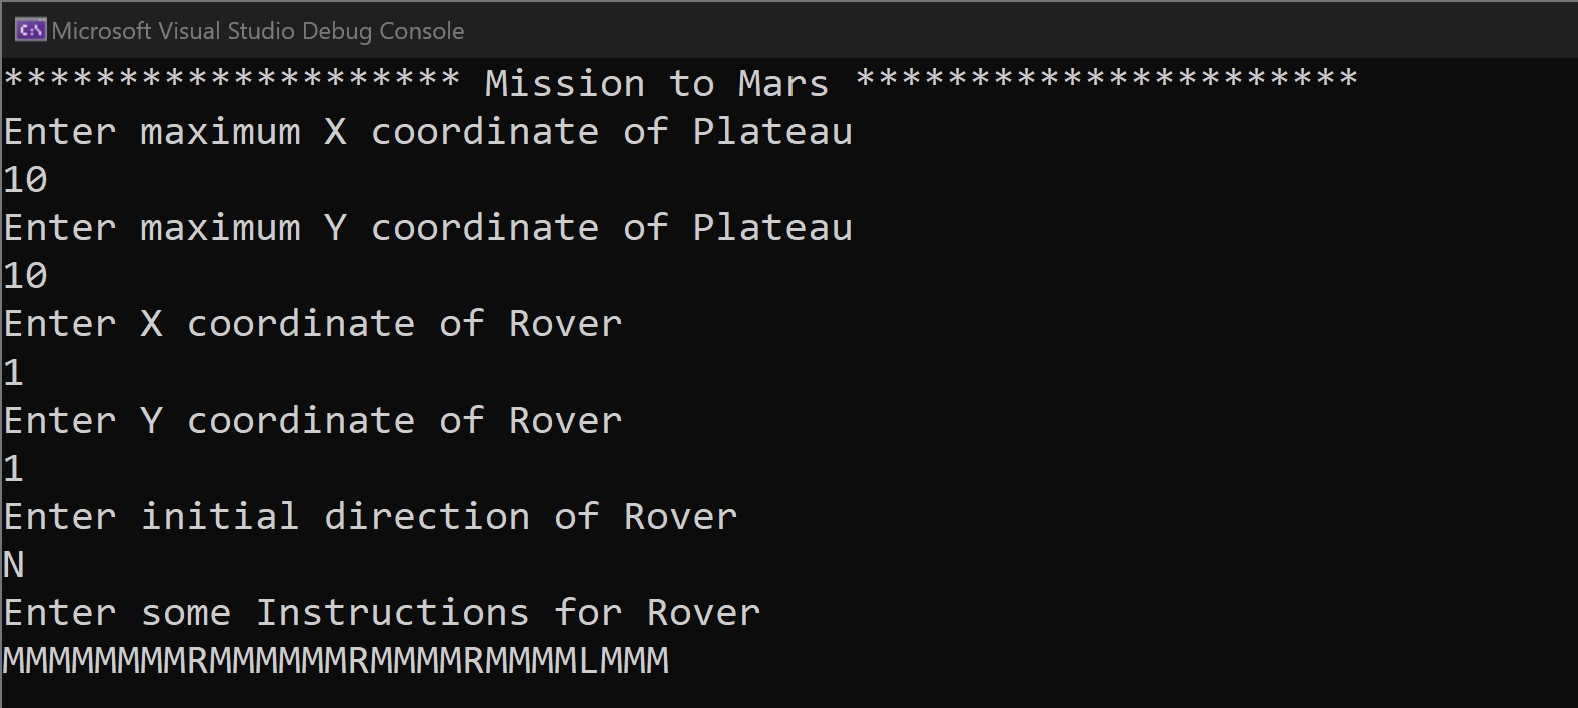 ******************** Mission to Mars **********************
Microsoft Visual Studio Debug Console
Enter maximum X coordinate of Plateau
10
Enter maximum Y coordinate of Plateau
10
Enter X coordinate of Rover
1
Enter Y coordinate of Rover
1
Enter initial direction of Rover
N
Enter some Instructions for Rover
MMMMMMMMRMMMMMMRMMMMRMMMMLMMM